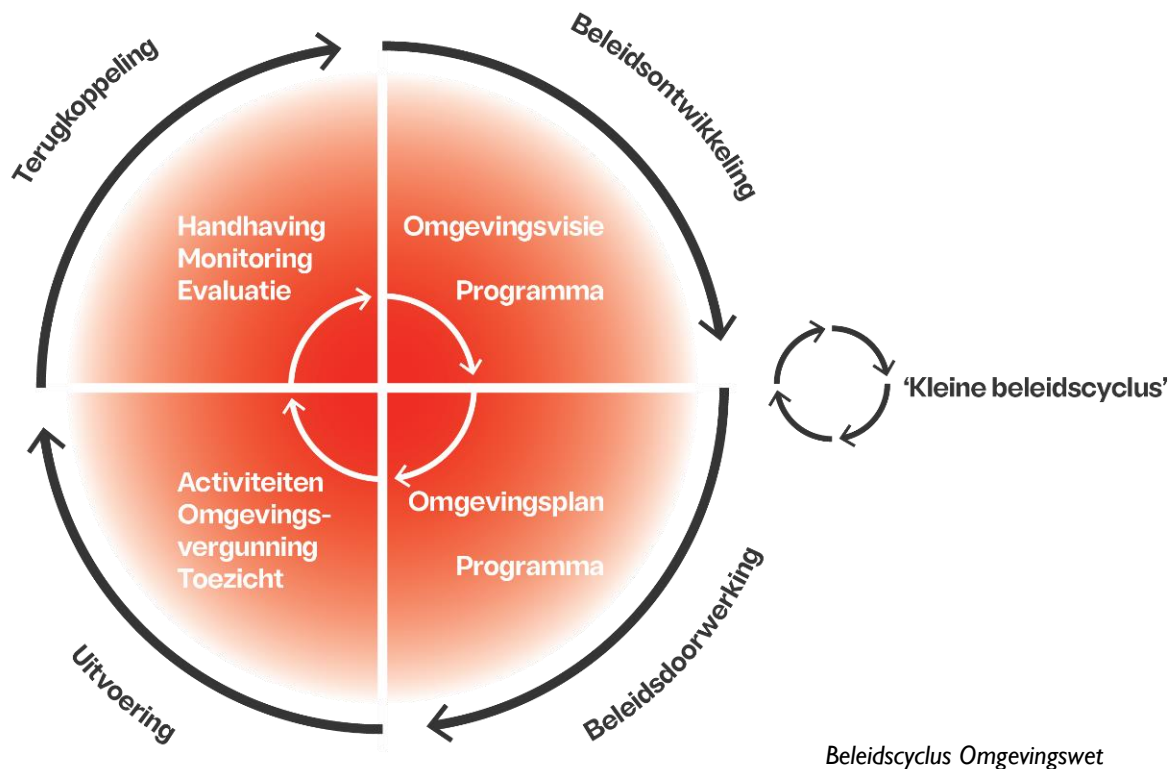 Terugkoppeling
Beleidsontwikkeling
Handhaving
Monitoring
Evaluatie
Omgevingsvisie
Programma
'Kleine beleidscyclus'
Activiteiten
Omgevings-
vergunning
Toezicht
Omgevingsplan
Programma
Uitvoering
Beleidsdoorwerking
Beleidscyclus Omgevingswet